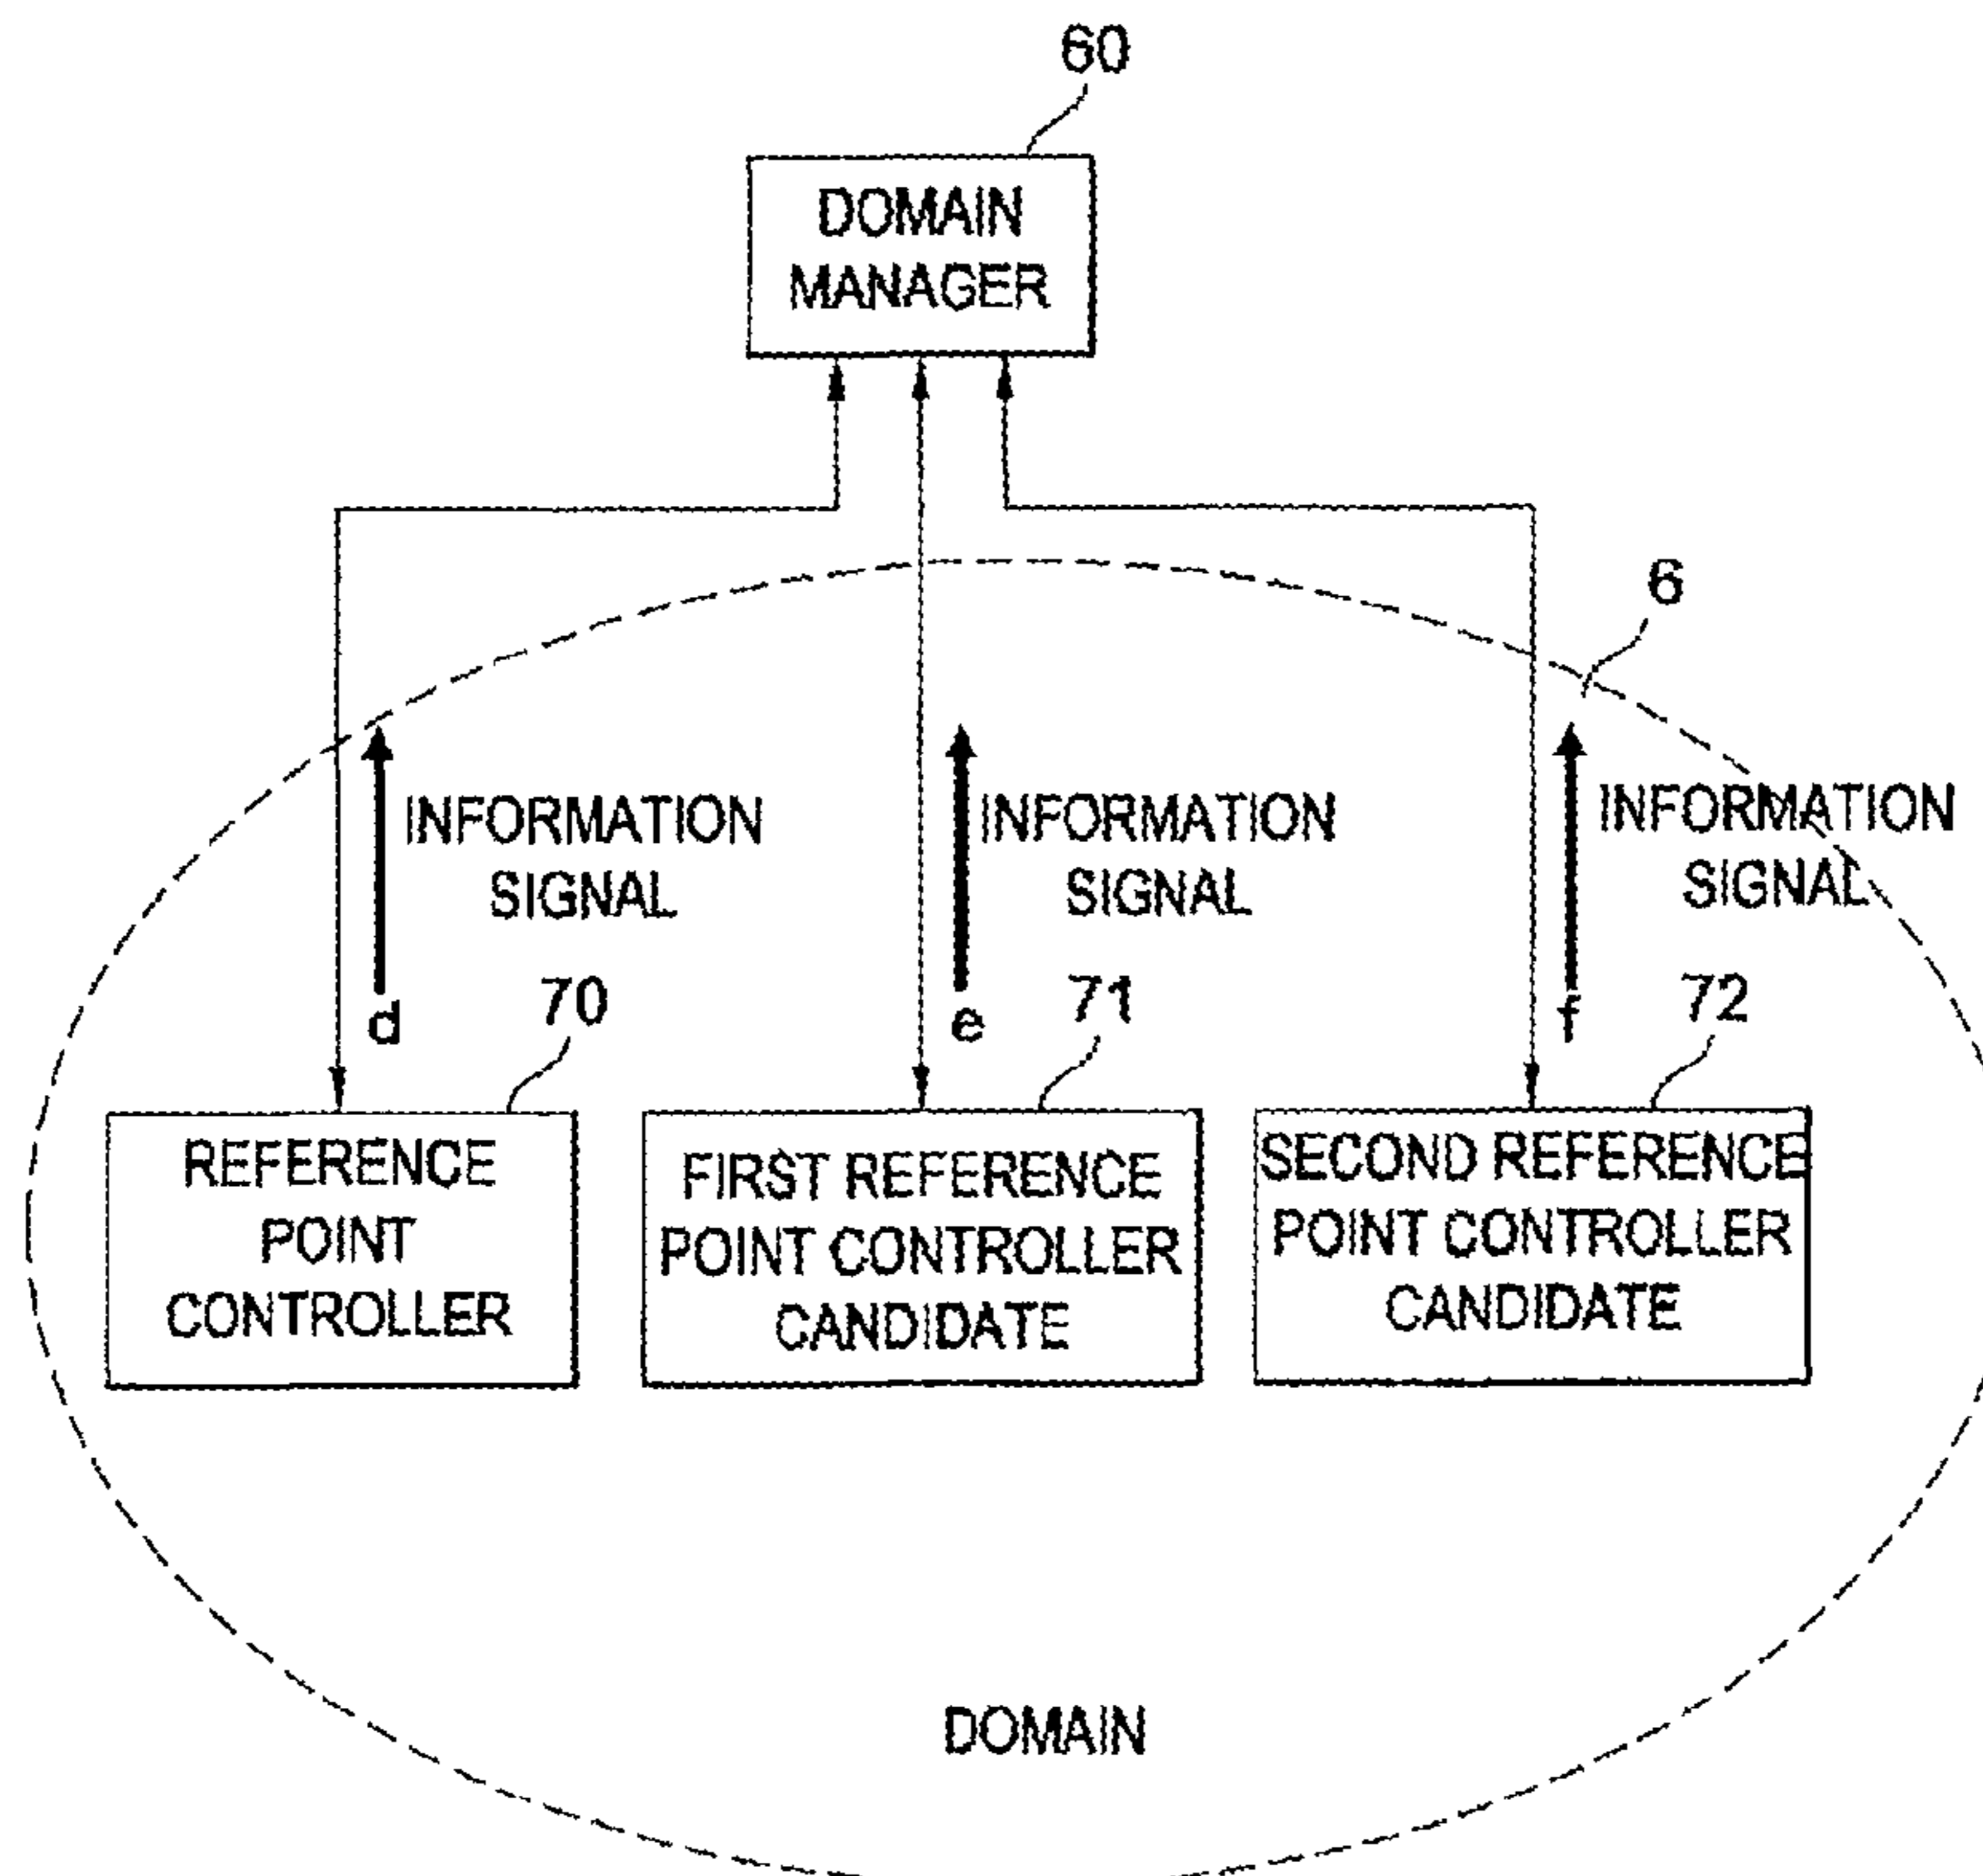 60
DOMAIN
MANAGER
6
INFORMATION
SIGNAL
INFORMATION
SIGNAL
INFORMATION
SIGNAL
d
70
e
71
f
72
REFERENCE
POINT
CONTROLLER
FIRST REFERENCE
POINT CONTROLLER
CANDIDATE
SECOND REFERENCE
POINT CONTROLLER
CANDIDATE
DOMAIN